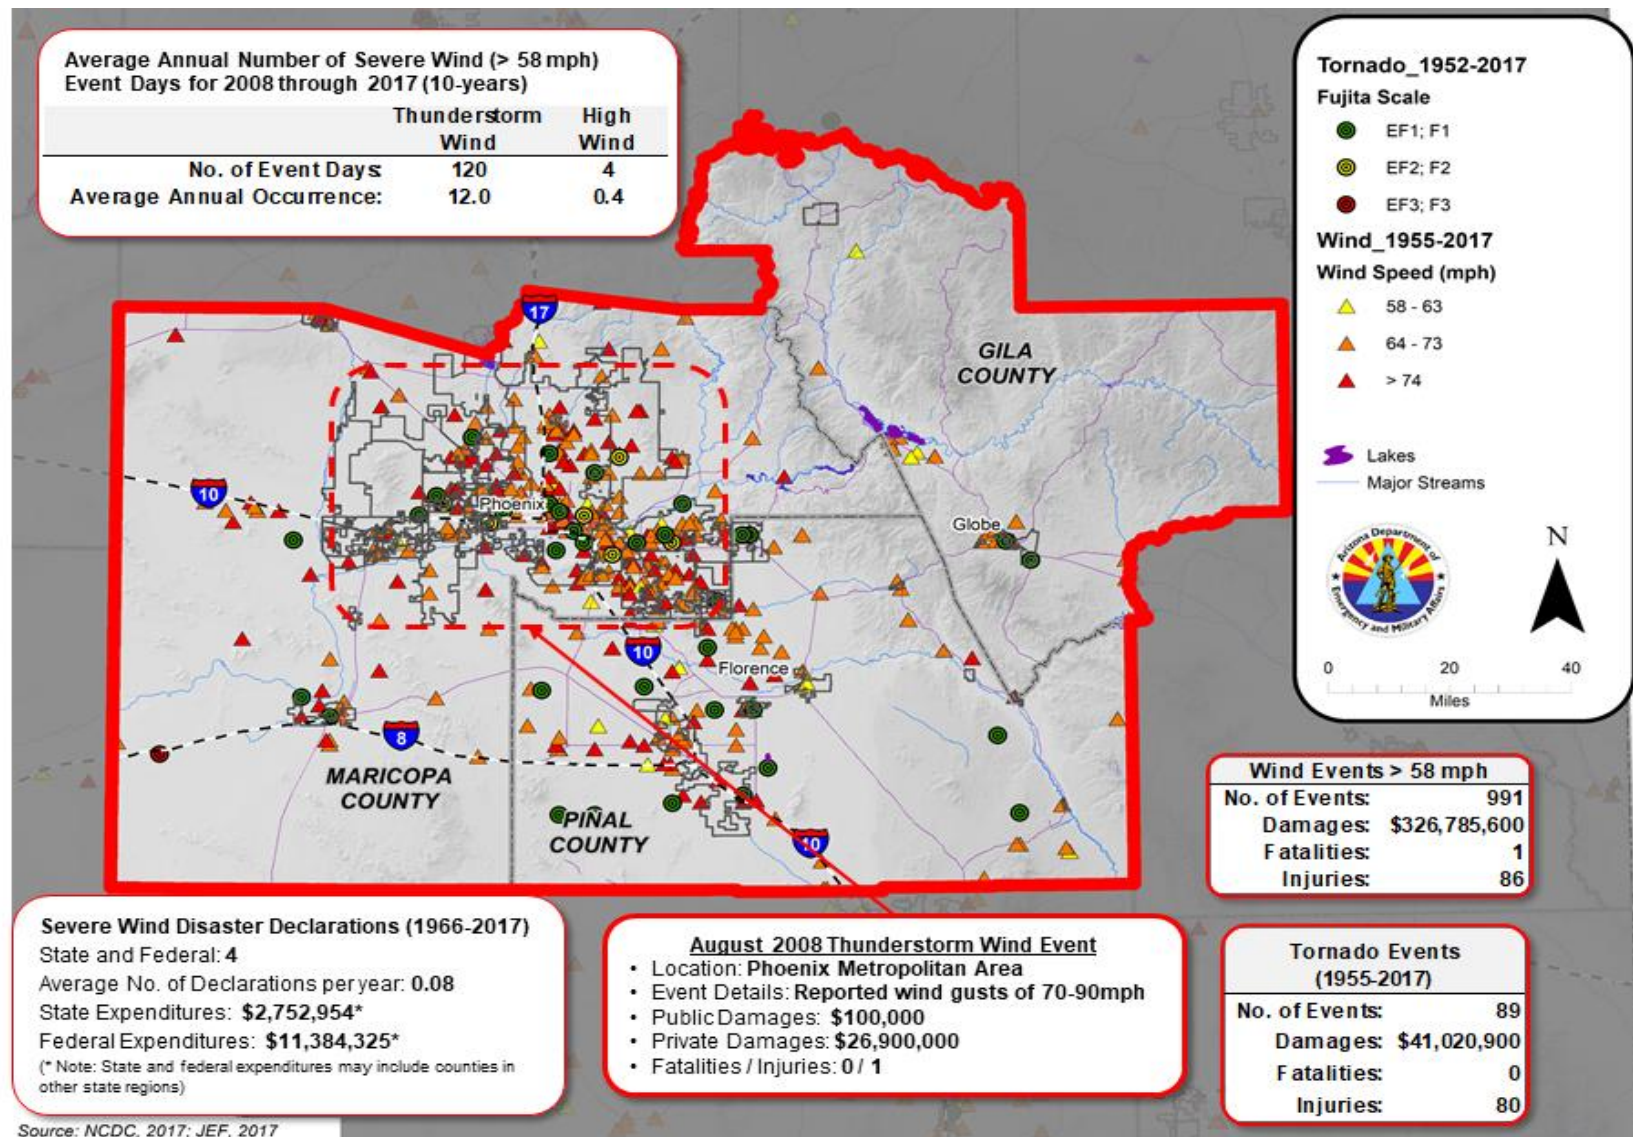 Average Annual Number of Severe Wind (> 58 mph)
Event Days for 2008 through 2017 (10-years)
Thunderstorm High
Wind Wind
No. of Event Days: 120 4
Average Annual Occurrence: 12.0 0.4
Tornado_1952-2017
Fujita Scale
EF1; F1
EF2; F2
EF3; F3
Wind_1955-2017
Wind Speed (mph)
58 - 63
64 - 73
> 74
Lakes
Major Streams
Arizona Department of
Emergency and Military Affairs
N
0 20 40
Miles
17
GILA
COUNTY
10
Phoenix
Globe
10
Florence
8
MARICOPA
COUNTY
PINAL
COUNTY
10
Wind Events > 58 mph
No. of Events: 991
Damages: $326,785,600
Fatalities: 1
Injuries: 86
Severe Wind Disaster Declarations (1966-2017)
State and Federal: 4
Average No. of Declarations per year: 0.08
State Expenditures: $2,752,954*
Federal Expenditures: $11,384,325*
(* Note: State and federal expenditures may include counties in
other state regions)
August 2008 Thunderstorm Wind Event
• Location: Phoenix Metropolitan Area
• Event Details: Reported wind gusts of 70-90mph
• Public Damages: $100,000
• Private Damages: $26,900,000
• Fatalities / Injuries: 0 / 1
Tornado Events
(1955-2017)
No. of Events: 89
Damages: $41,020,900
Fatalities: 0
Injuries: 80
Source: NCDC, 2017; JEF, 2017